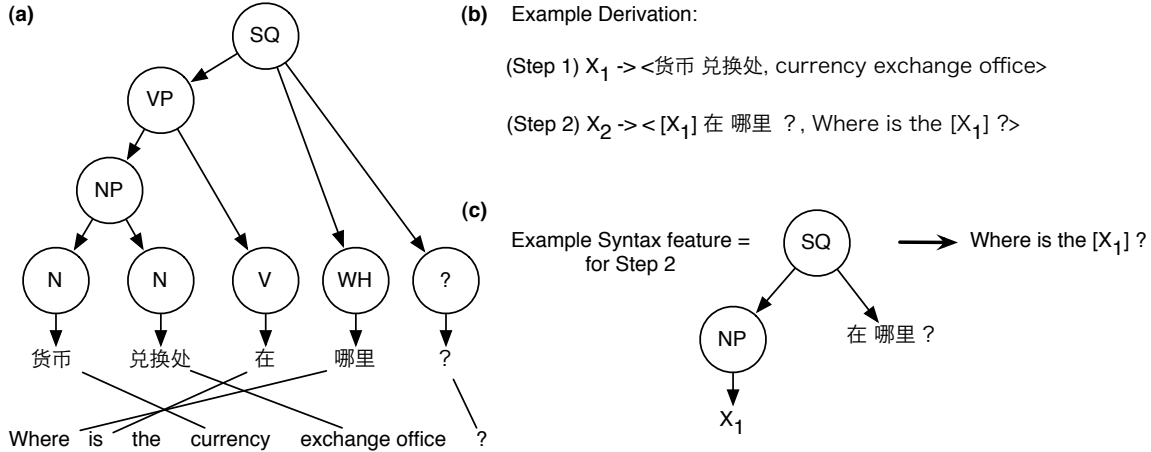 (a)
SQ
VP
NP
N N V WH ?
货币 兑换处 在 哪里 ?
Where is the currency exchange office ?
(b) Example Derivation:
(Step 1) X1 -> <货币 兑换处, currency exchange office>
(Step 2) X2 -> < [X1] 在 哪里 ?, Where is the [X1] ?>
(c)
Example Syntax feature = SQ Where is the [X1] ?
for Step 2
NP 在 哪里 ?
X1